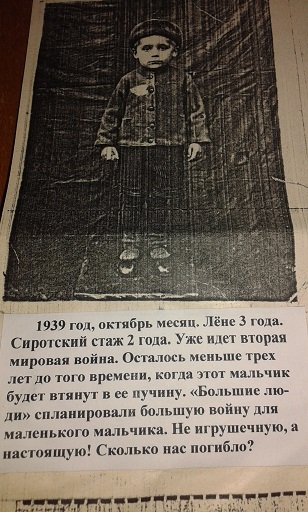 1939 год, октябрь месяц. Лёне 3 года.
Сиротский стаж 2 года. Уже идет вторая
мировая война. Осталось меньше трех
лет до того времени, когда этот мальчик
будет втянут в ее пучину. «Большие лю-
ди» спланировали большую войну для
маленького мальчика. Не игрушечную, а
настоящую! Сколько нас погибло?